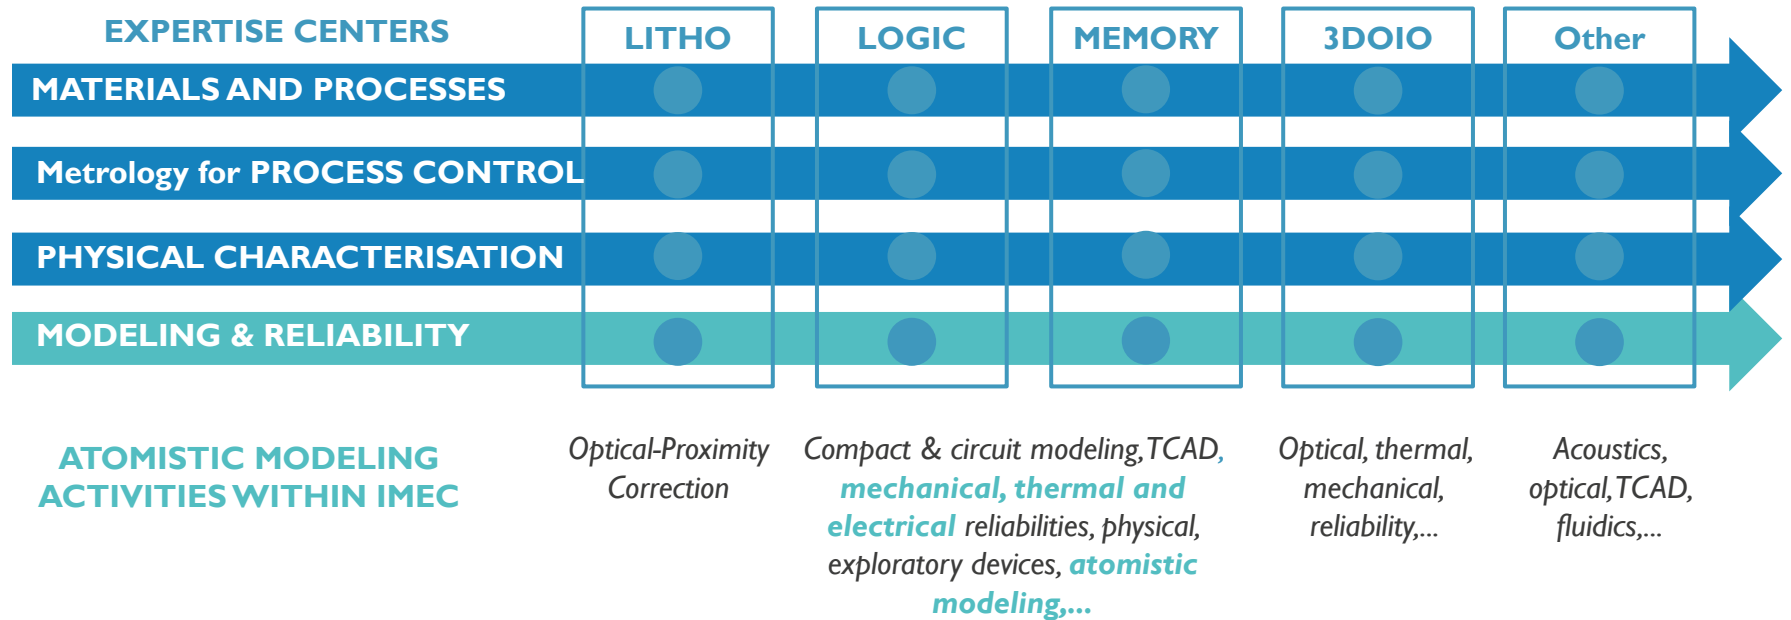 EXPERTISE CENTERS
LITHO
LOGIC
MEMORY
3DOIO
Other
MATERIALS AND PROCESSES
Metrology for PROCESS CONTROL
PHYSICAL CHARACTERISATION
MODELING & RELIABILITY
ATOMISTIC MODELING
ACTIVITIES WITHIN IMEC
Optical-Proximity
Correction
Compact & circuit modeling, TCAD,
mechanical, thermal and
electrical reliabilities, physical,
exploratory devices, atomistic
modeling,...
Optical, thermal,
mechanical,
reliability,...
Acoustics,
optical, TCAD,
fluidics,...